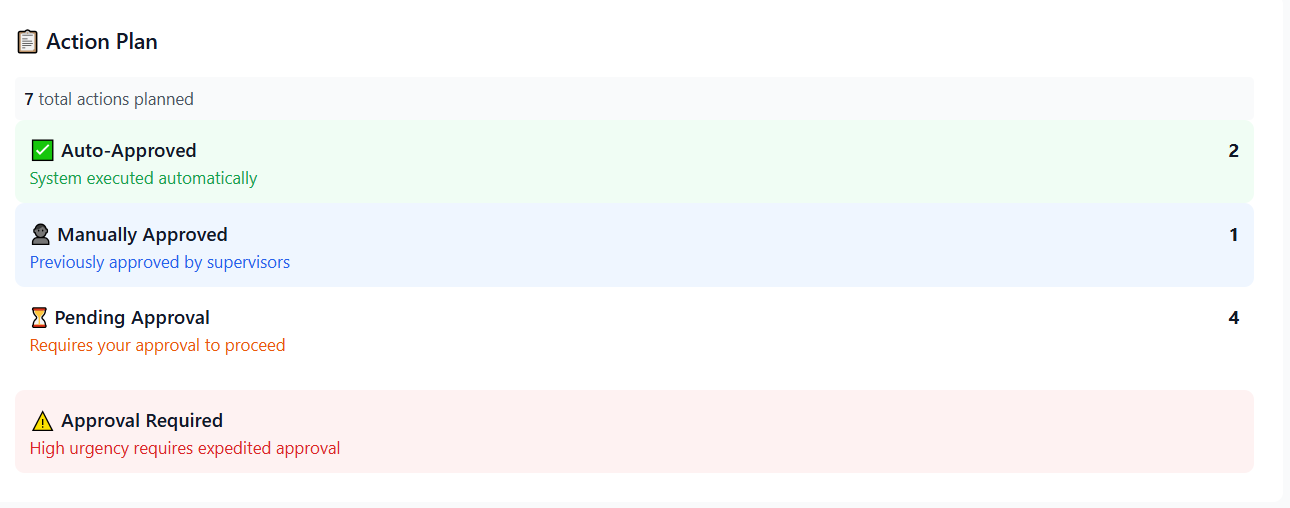 📋 Action Plan
7 total actions planned
✅ Auto-Approved 2
System executed automatically
👤 Manually Approved 1
Previously approved by supervisors
⏳ Pending Approval 4
Requires your approval to proceed
⚠️ Approval Required
High urgency requires expedited approval